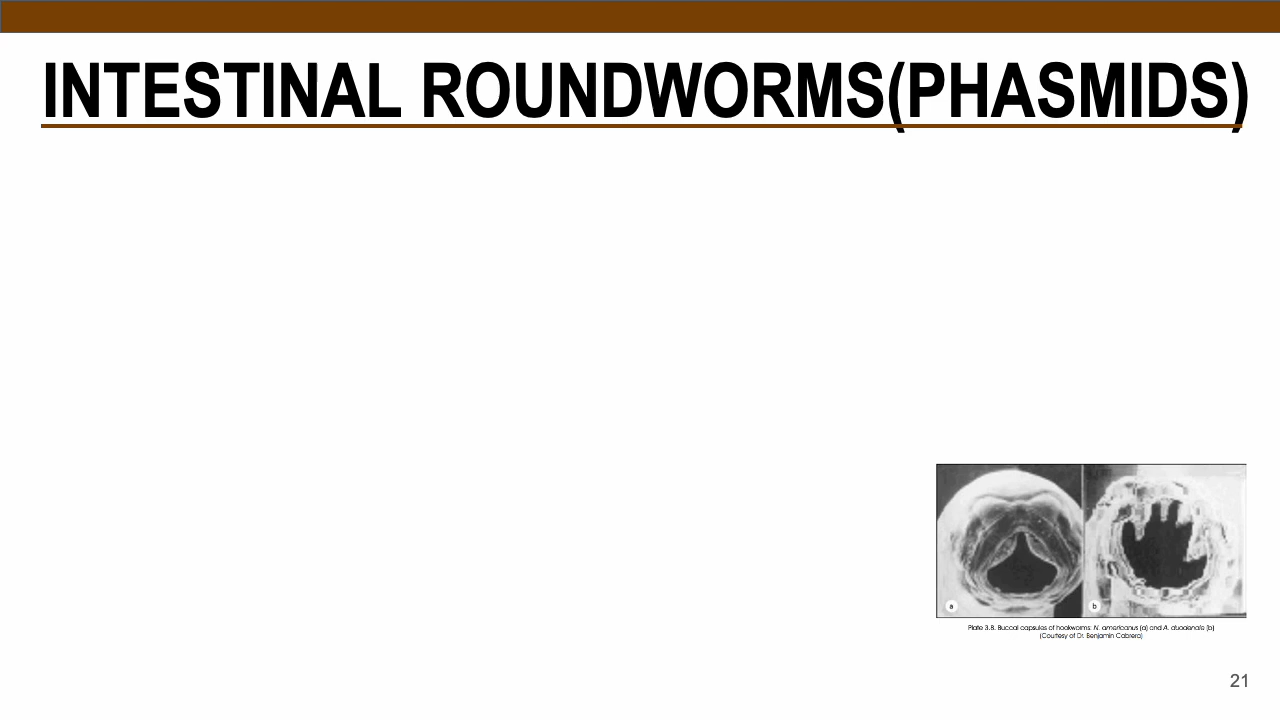 INTESTINAL ROUNDWORMS(PHASMIDS)
a
b
Plate 3.8. Buccal capsules of hookworms: N. americanus (a) and A. duodenale (b)
(Courtesy of Dr. Benjamin Cabrera)
21